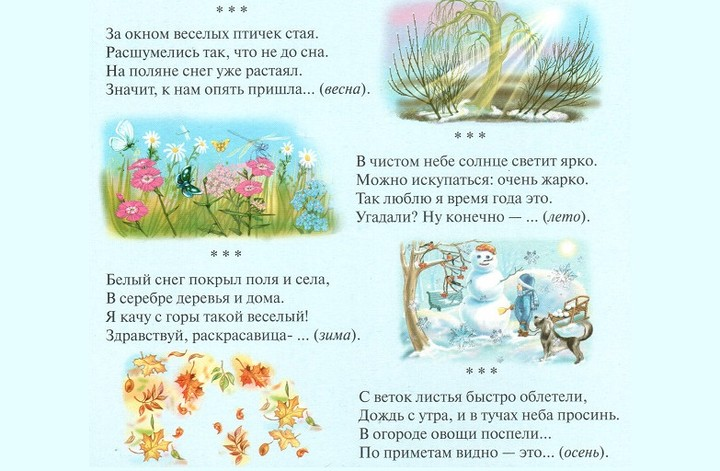 * * *
За окном веселых птичек стая.
Расшумелись так, что не до сна.
На поляне снег уже растаял.
Значит, к нам опять пришла... (весна).
* * *
В чистом небе солнце светит ярко.
Можно искупаться: очень жарко.
Так люблю я время года это.
Угадали? Ну конечно — ... (лето).
* * *
Белый снег покрыл поля и села,
В серебре деревья и дома.
Я качу с горы такой веселый!
Здравствуй, раскрасавица- ... (зима).
* * *
С веток листья быстро облетели,
Дождь с утра, и в тучах неба просинь.
В огороде овощи поспели...
По приметам видно — это... (осень).